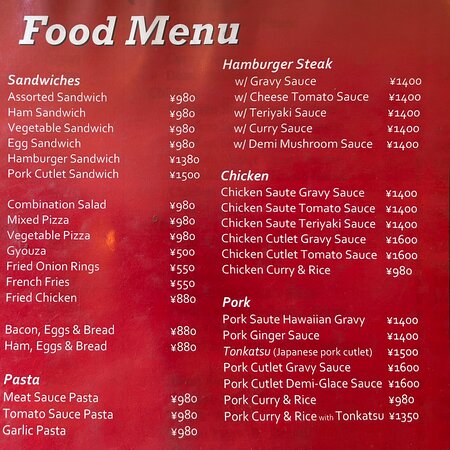 Food Menu
Sandwiches
Assorted Sandwich ¥980
Ham Sandwich ¥980
Vegetable Sandwich ¥980
Egg Sandwich ¥980
Hamburger Sandwich ¥1380
Pork Cutlet Sandwich ¥1500
Combination Salad ¥980
Mixed Pizza ¥980
Vegetable Pizza ¥980
Gyouza ¥500
Fried Onion Rings ¥550
French Fries ¥550
Fried Chicken ¥880
Bacon, Eggs & Bread ¥880
Ham, Eggs & Bread ¥880
Pasta
Meat Sauce Pasta ¥980
Tomato Sauce Pasta ¥980
Garlic Pasta ¥980
Hamburger Steak
w/ Gravy Sauce ¥1400
w/ Cheese Tomato Sauce ¥1400
w/ Teriyaki Sauce ¥1400
w/ Curry Sauce ¥1400
w/ Demi Mushroom Sauce ¥1400
Chicken
Chicken Saute Gravy Sauce ¥1400
Chicken Saute Tomato Sauce ¥1400
Chicken Saute Teriyaki Sauce ¥1400
Chicken Cutlet Gravy Sauce ¥1600
Chicken Cutlet Tomato Sauce ¥1600
Chicken Curry & Rice ¥980
Pork
Pork Saute Hawaiian Gravy ¥1400
Pork Ginger Sauce ¥1400
Tonkatsu (Japanese pork cutlet) ¥1500
Pork Cutlet Gravy Sauce ¥1600
Pork Cutlet Demi-Glace Sauce ¥1600
Pork Curry & Rice ¥980
Pork Curry & Rice with Tonkatsu ¥1350